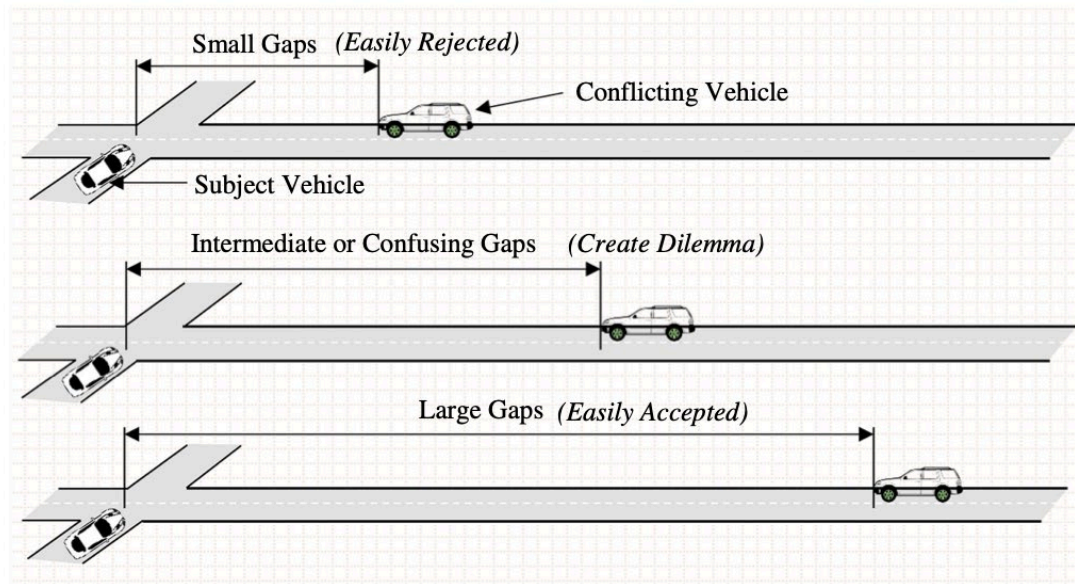 Small Gaps (Easily Rejected)
Conflicting Vehicle
Subject Vehicle
Intermediate or Confusing Gaps (Create Dilemma)
Large Gaps (Easily Accepted)